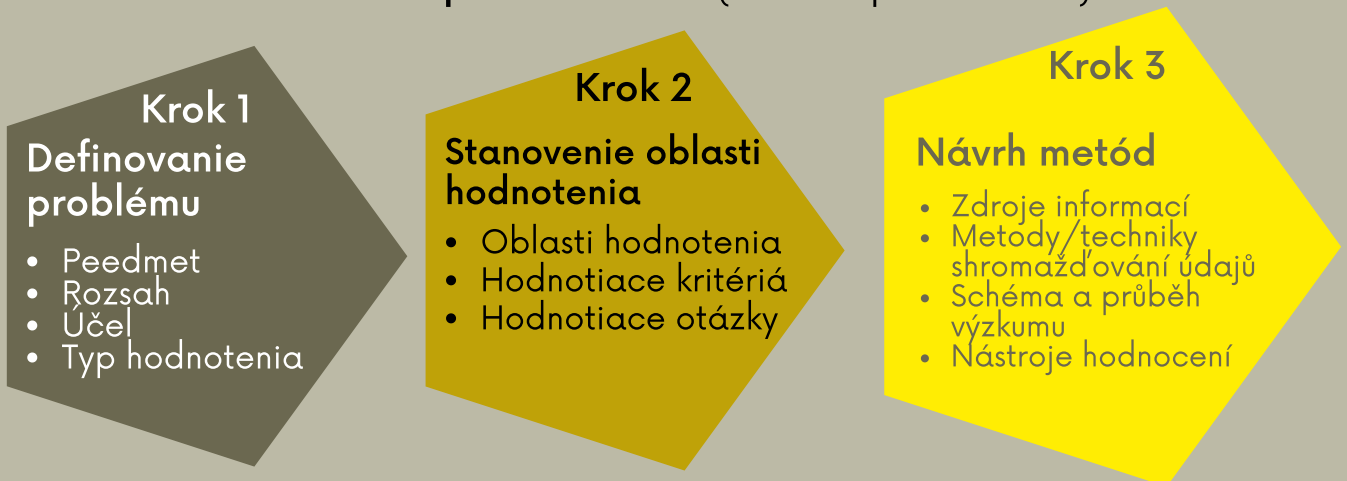 Krok 1
Definovanie
problému
• Peedmet
• Rozsah
• Účel
• Typ hodnotenia
Krok 2
Stanovenie oblasti
hodnotenia
• Oblasti hodnotenia
• Hodnotiace kritériá
• Hodnotiace otázky
Krok 3
Návrh metód
• Zdroje informací
• Metody/techniky
shromažďování údajů
• Schéma a průběh
výzkumu
• Nástroje hodnocení